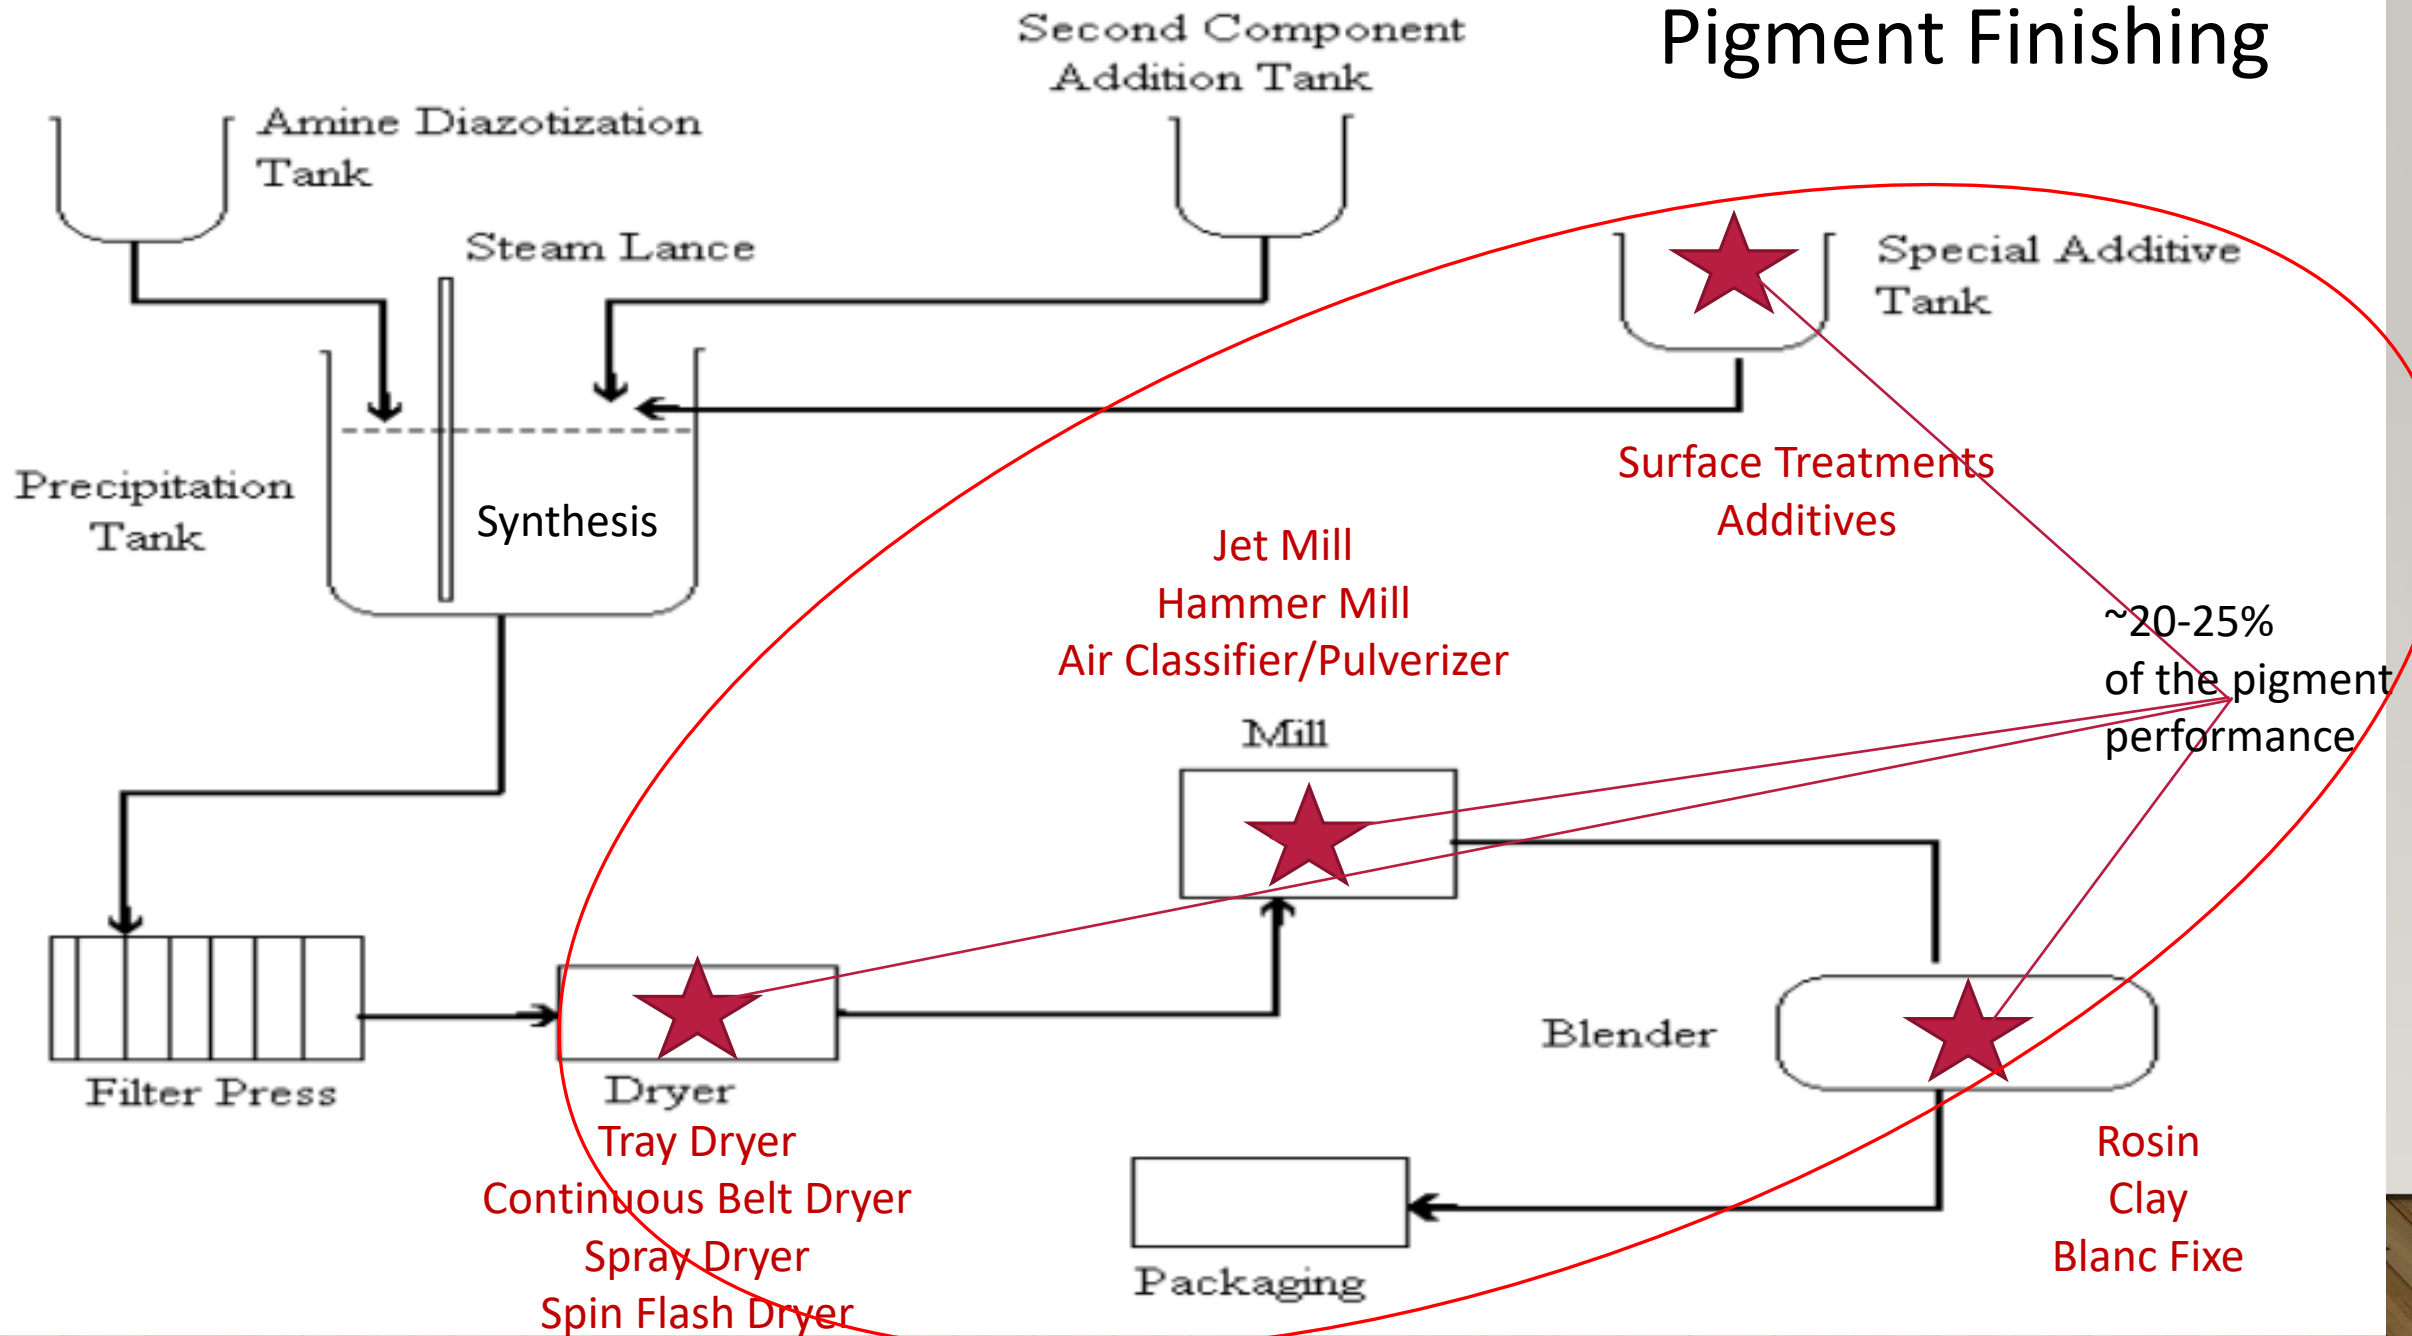 Pigment Finishing
Second Component
Addition Tank
Amine Diazotization
Tank
Steam Lance
Special Additive
Tank
Precipitation
Tank
Synthesis
Surface Treatments
Additives
Jet Mill
Hammer Mill
Air Classifier/Pulverizer
~20-25%
of the pigment
performance
Mill
Filter Press
Dryer
Tray Dryer
Continuous Belt Dryer
Spray Dryer
Spin Flash Dryer
Blender
Rosin
Clay
Blanc Fixe
Packaging